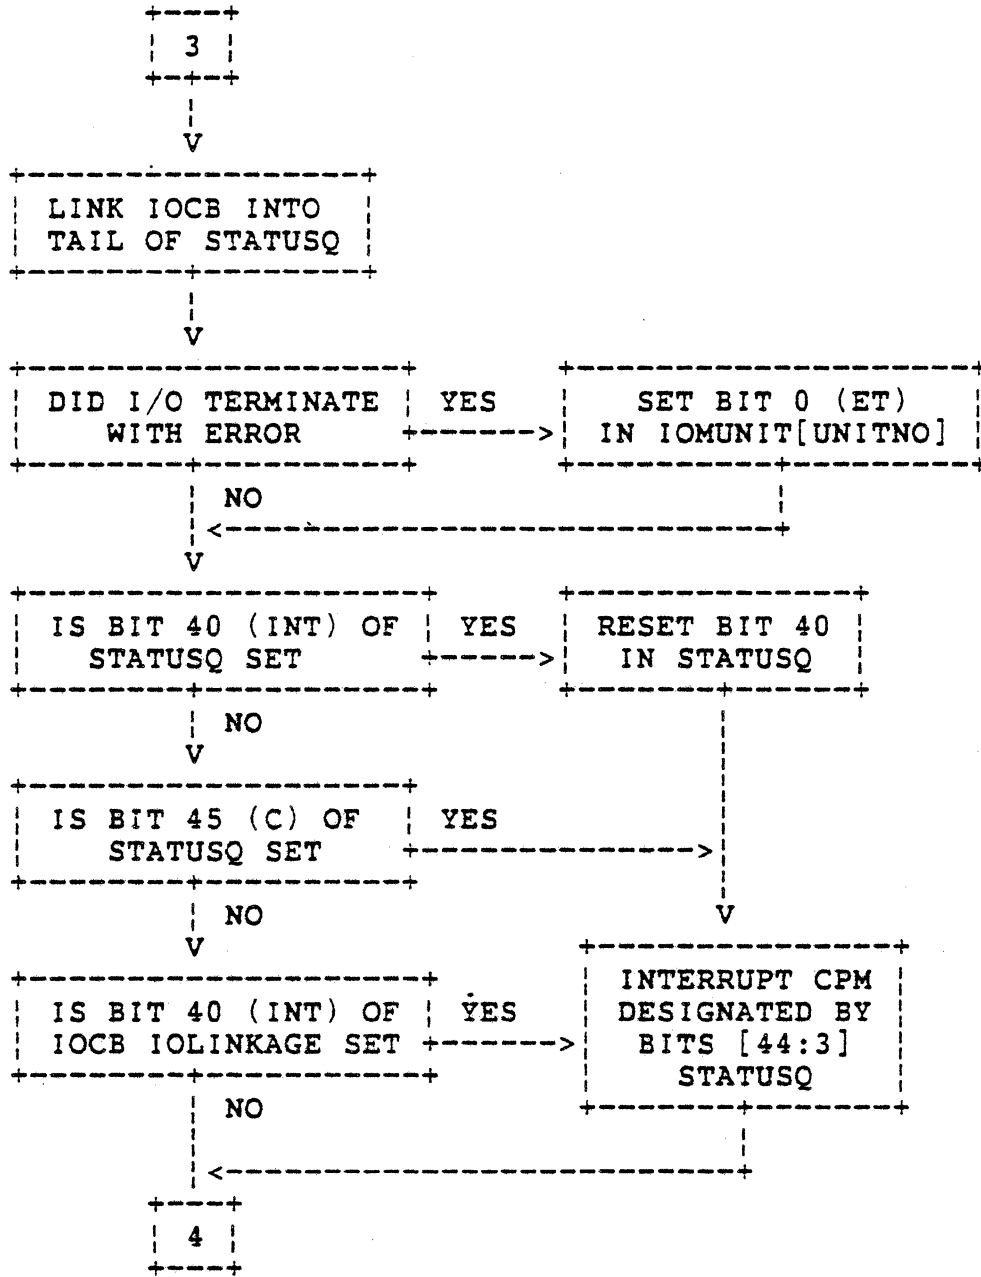 3
LINK IOCB INTO
TAIL OF STATUSQ
DID I/O TERMINATE
WITH ERROR
YES
SET BIT 0 (ET)
IN IOMUNIT[UNITNO]
NO
IS BIT 40 (INT) OF
STATUSQ SET
YES
RESET BIT 40
IN STATUSQ
NO
IS BIT 45 (C) OF
STATUSQ SET
YES
NO
IS BIT 40 (INT) OF
IOCB IOLINKAGE SET
YES
INTERRUPT CPM
DESIGNATED BY
BITS [44:3]
STATUSQ
NO
4